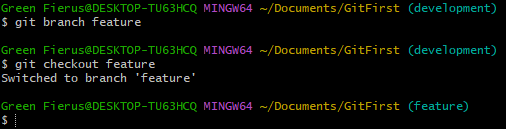 Green Fierus@DESKTOP-TU63HCQ MINGW64 ~/Documents/GitFirst (development)
$ git branch feature
Green Fierus@DESKTOP-TU63HCQ MINGW64 ~/Documents/GitFirst (development)
$ git checkout feature
Switched to branch 'feature'
Green Fierus@DESKTOP-TU63HCQ MINGW64 ~/Documents/GitFirst (feature)
$